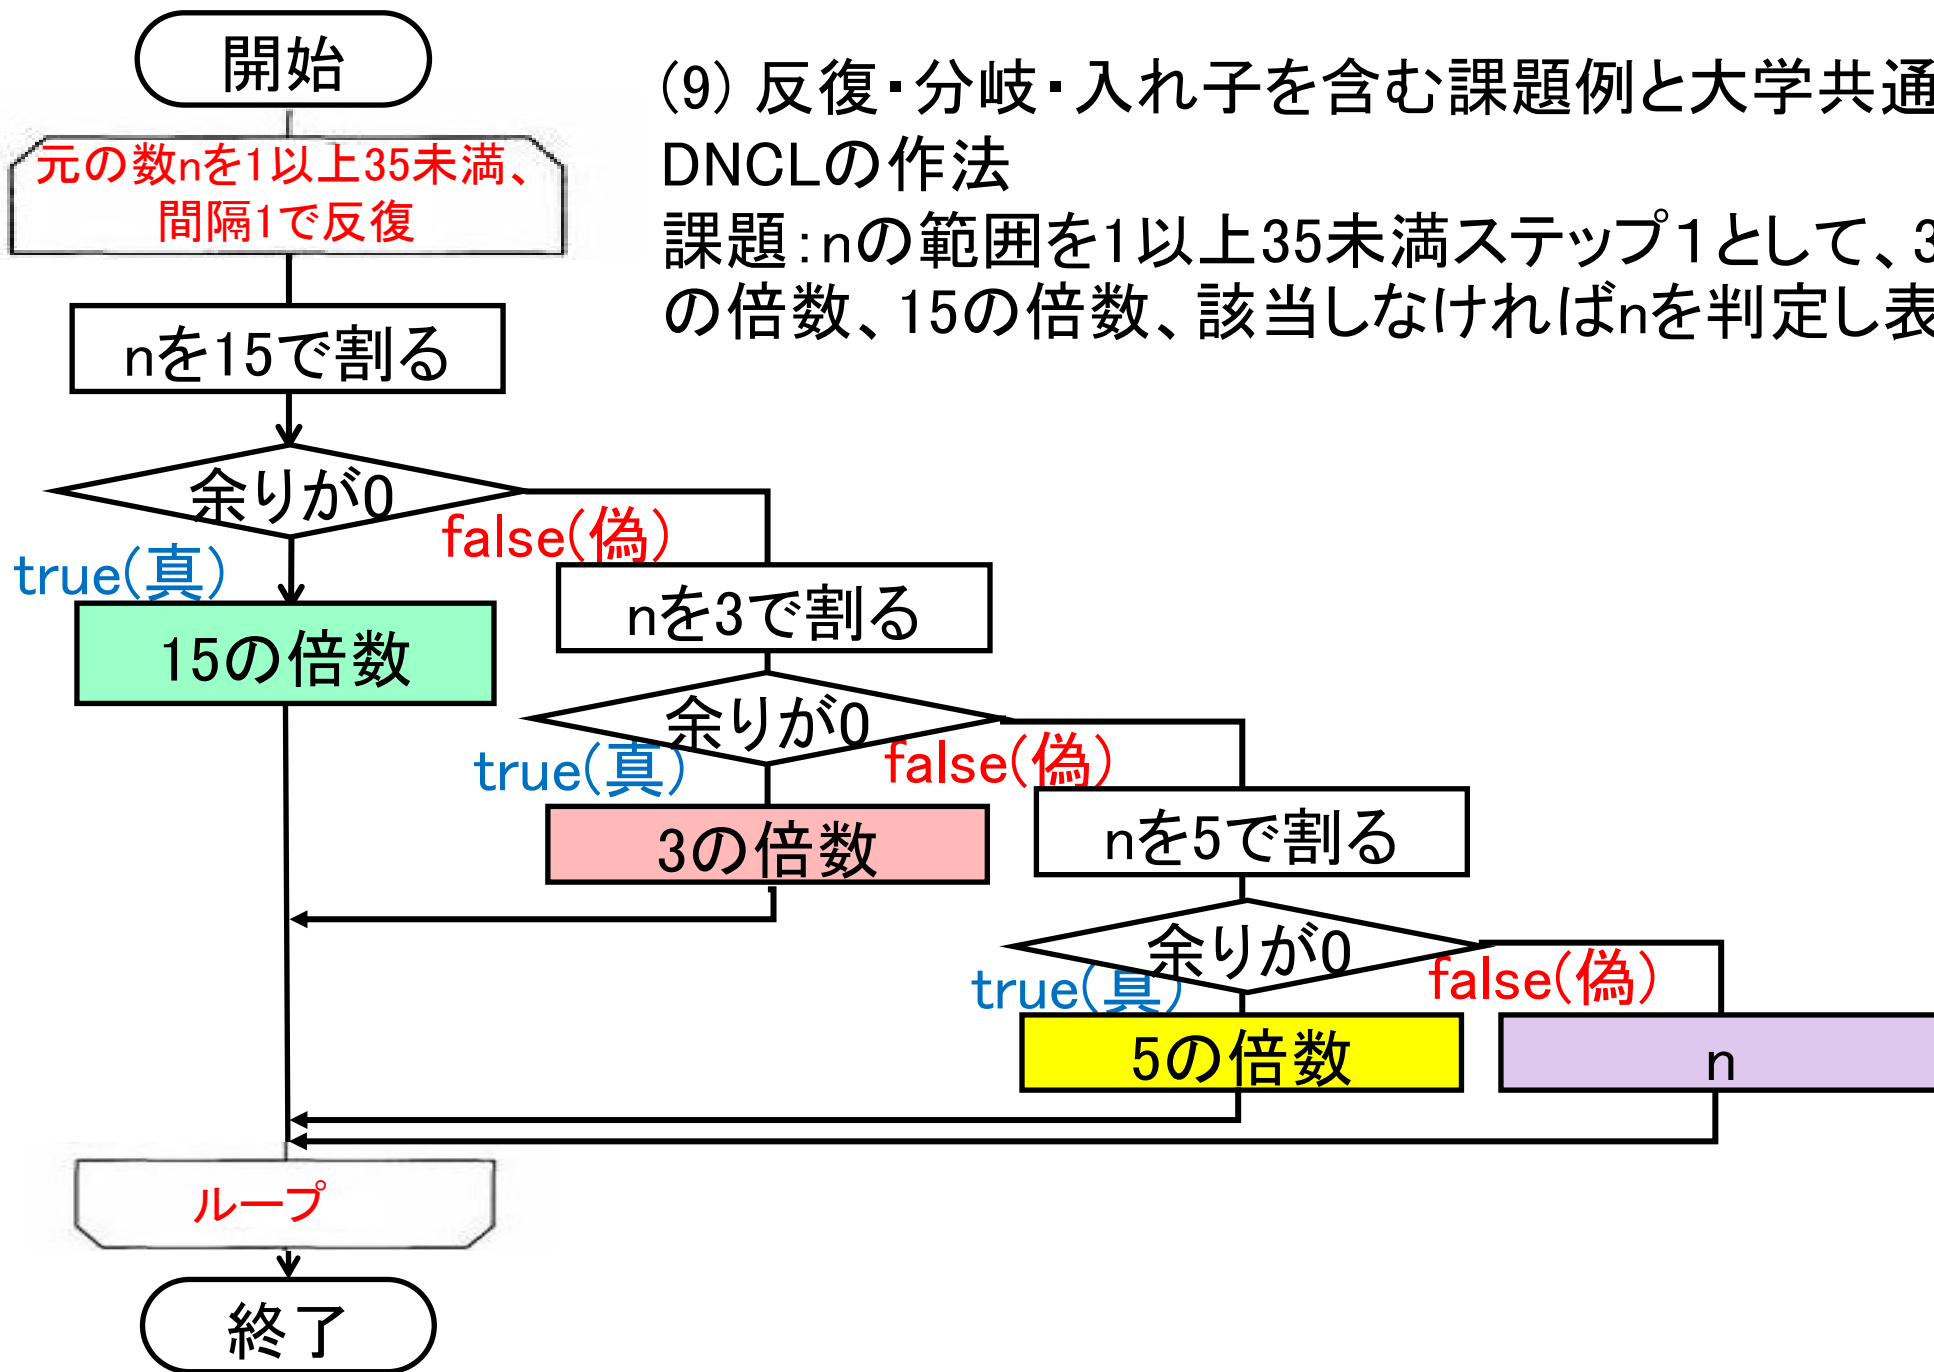 開始
(9) 反復・分岐・入れ子を含む課題例と大学共通
DNCLの作法
課題:nの範囲を1以上35未満ステップ1として、3
の倍数、15の倍数、該当しなければnを判定し表
元の数nを1以上35未満、
間隔1で反復
nを15で割る
余りが0
true(真)
false(偽)
15の倍数
nを3で割る
余りが0
true(真)
false(偽)
3の倍数
nを5で割る
余りが0
true(真)
false(偽)
5の倍数
n
ループ
終了